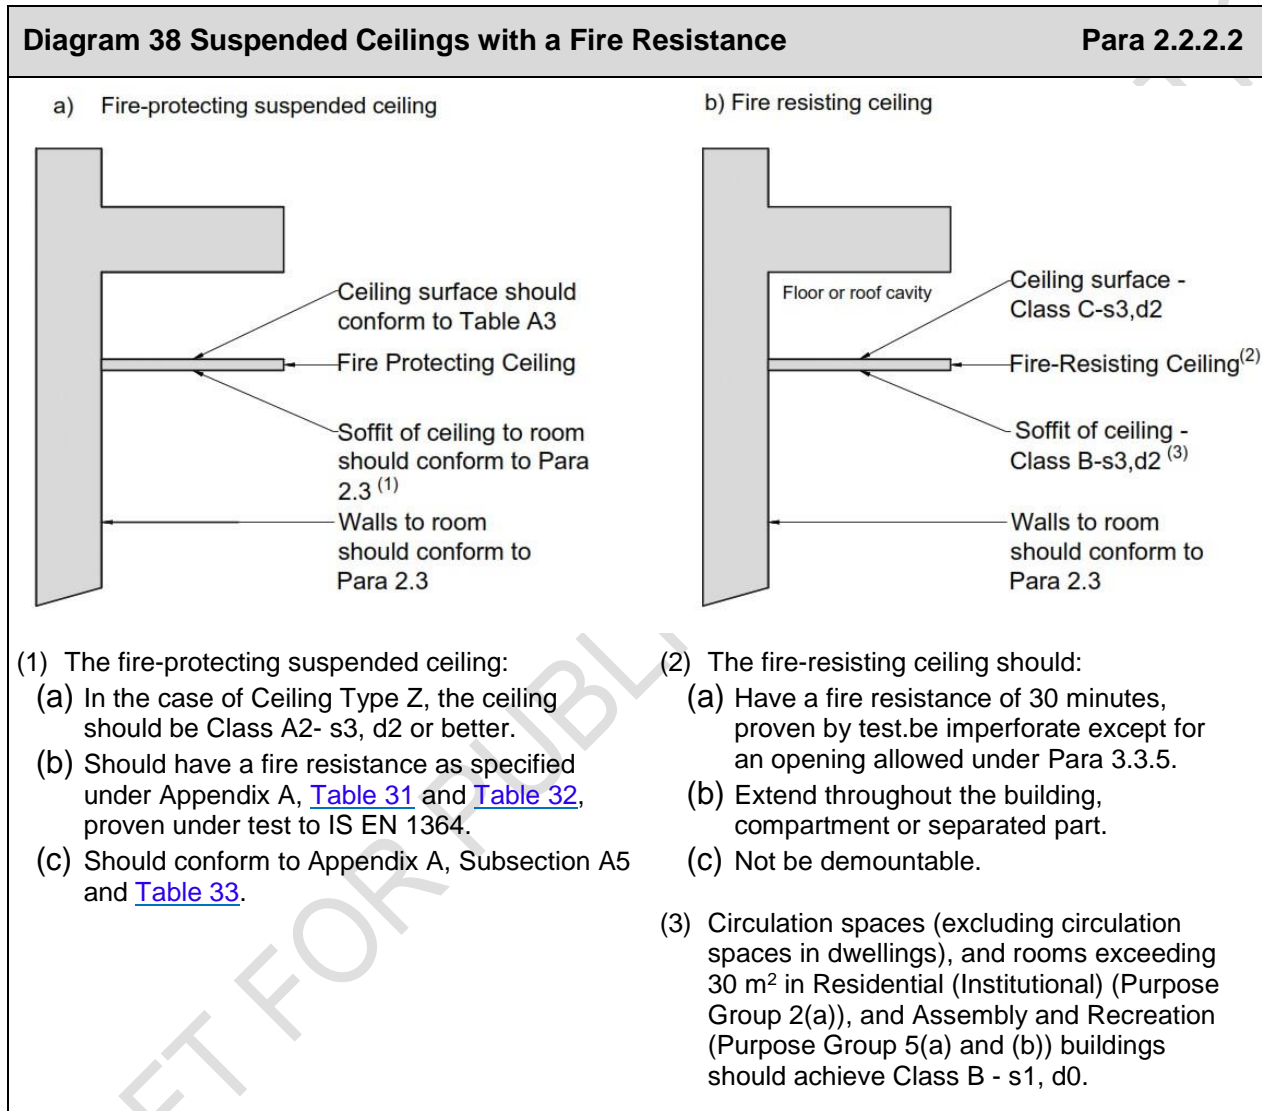 Diagram 38 Suspended Ceilings with a Fire Resistance Para 2.2.2.2
a) Fire-protecting suspended ceiling
Ceiling surface should
conform to Table A3
Fire Protecting Ceiling
Soffit of ceiling to room
should conform to Para
2.3 (1)
Walls to room
should conform to
Para 2.3
b) Fire resisting ceiling
Floor or roof cavity
Ceiling surface -
Class C-s3,d2
Fire-Resisting Ceiling(2)
Soffit of ceiling -
Class B-s3,d2 (3)
Walls to room
should conform to
Para 2.3
(1) The fire-protecting suspended ceiling:
(a) In the case of Ceiling Type Z, the ceiling
should be Class A2- s3, d2 or better.
(b) Should have a fire resistance as specified
under Appendix A, Table 31 and Table 32,
proven under test to IS EN 1364.
(c) Should conform to Appendix A, Subsection A5
and Table 33.
(2) The fire-resisting ceiling should:
(a) Have a fire resistance of 30 minutes,
proven by test.be imperforate except for
an opening allowed under Para 3.3.5.
(b) Extend throughout the building,
compartment or separated part.
(c) Not be demountable.
(3) Circulation spaces (excluding circulation
spaces in dwellings), and rooms exceeding
30 m2 in Residential (Institutional) (Purpose
Group 2(a)), and Assembly and Recreation
(Purpose Group 5(a) and (b)) buildings
should achieve Class B - s1, d0.
FT FOR PUBL